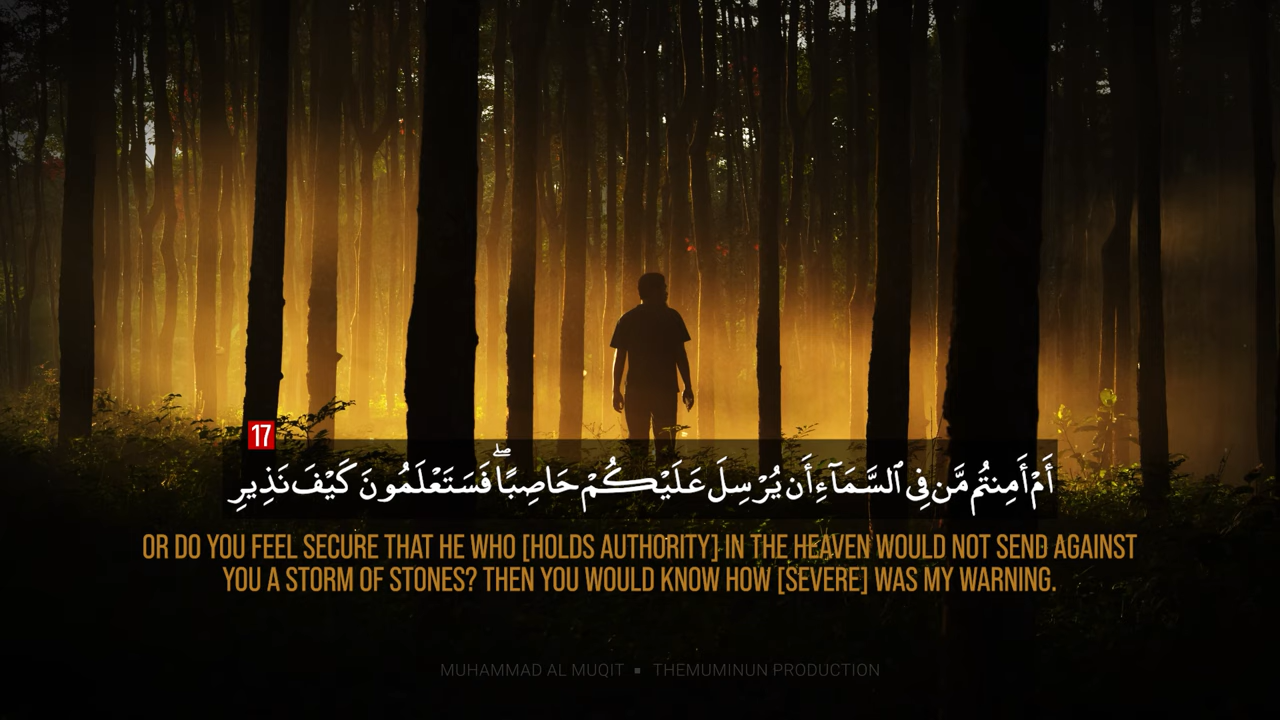 17
أَمْ أَمِنتُم مَّن فِى ٱلسَّمَآءِ أَن يُرْسِلَ عَلَيْكُمْ حَاصِبًا ۖ فَسَتَعْلَمُونَ كَيْفَ نَذِيرِ
OR DO YOU FEEL SECURE THAT HE WHO [HOLDS AUTHORITY] IN THE HEAVEN WOULD NOT SEND AGAINST
YOU A STORM OF STONES? THEN YOU WOULD KNOW HOW [SEVERE] WAS MY WARNING.
MUHAMMAD AL MUQIT ▪ THEMUMINUN PRODUCTION